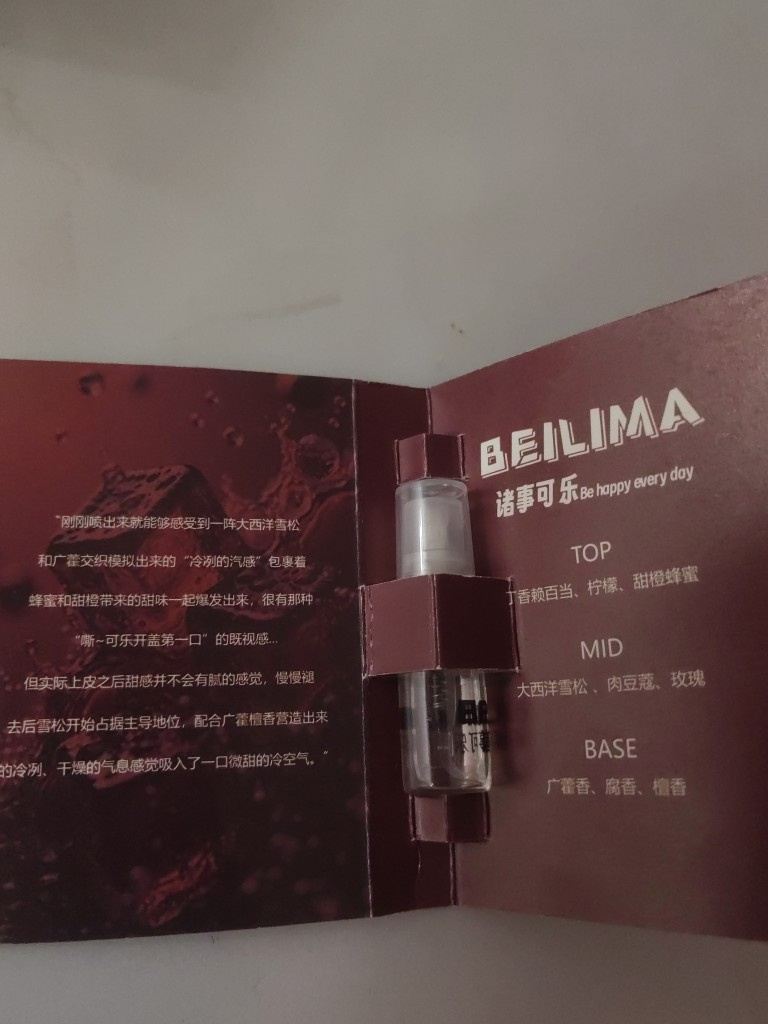 “刚刚喷出来就能够感受到一阵大西洋雪松
和广藿交织模拟出来的“冷冽的汽感”包裹着
蜂蜜和甜橙带来的甜味一起爆发出来，很有那种
“嘶~可乐开盖第一口”的既视感...
但实际上皮之后甜感并不会有腻的感觉，慢慢褪
去后雪松开始占据主导地位，配合广藿檀香营造出来
的冷冽、干燥的气息感觉吸入了一口微甜的冷空气。”
BEILIMA
诸事可乐 Be happy every day
TOP
丁香赖百当、柠檬、甜橙蜂蜜
MID
大西洋雪松、肉豆蔻、玫瑰
BASE
广藿香、腐香、檀香
BE